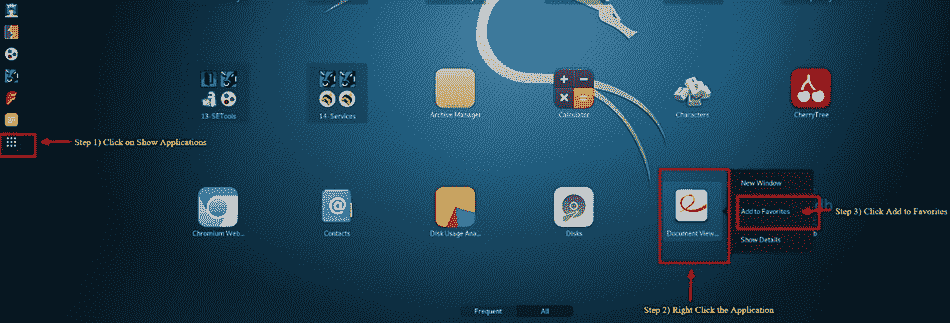 13-SETools
14-Services
Archive Manager
Calculator
Characters
CherryTree
Step 1) Click on Show Applications
New Window
Add to Favorites
Step 3) Click Add to Favorites
Chromium Web...
Contacts
Disk Usage Ana...
Disks
Document View...
Show Details
Step 2) Right Click the Application
Frequent
All